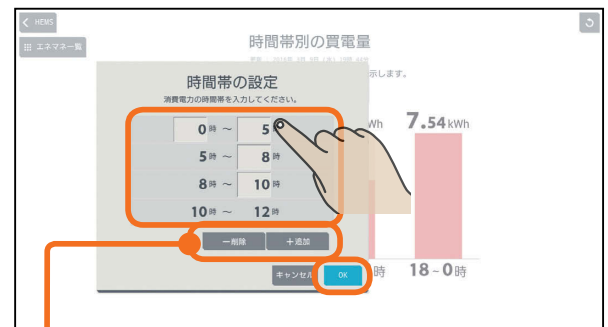 HEMS
エネマネ一覧
時間帯別の買電量
示します。
時間帯の設定
消費電力の時間帯を入力してください。
0時 ～ 5
5時 ～ 8時
8時 ～ 10時
10時 ～ 12時
－削除 ＋追加
キャンセル OK
Wh 7.54kWh
時 18-0時